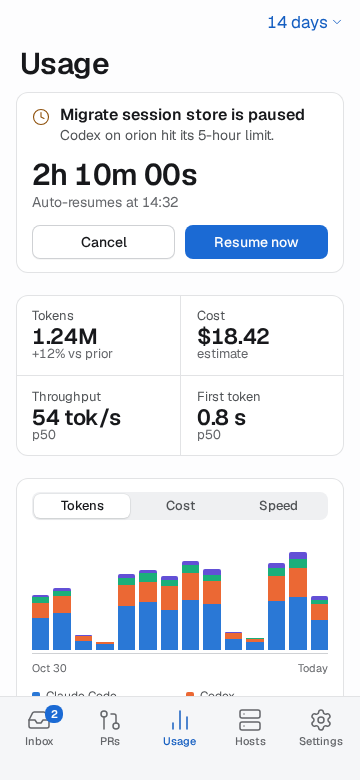 14 days
Usage
Migrate session store is paused
Codex on orion hit its 5-hour limit.
2h 10m 00s
Auto-resumes at 14:32
Cancel
Resume now
Tokens
1.24M
+12% vs prior
Cost
$18.42
estimate
Throughput
54 tok/s
p50
First token
0.8 s
p50
Tokens
Cost
Speed
Oct 30
Today
Claude Code
Codex
2
Inbox
PRs
Usage
Hosts
Settings